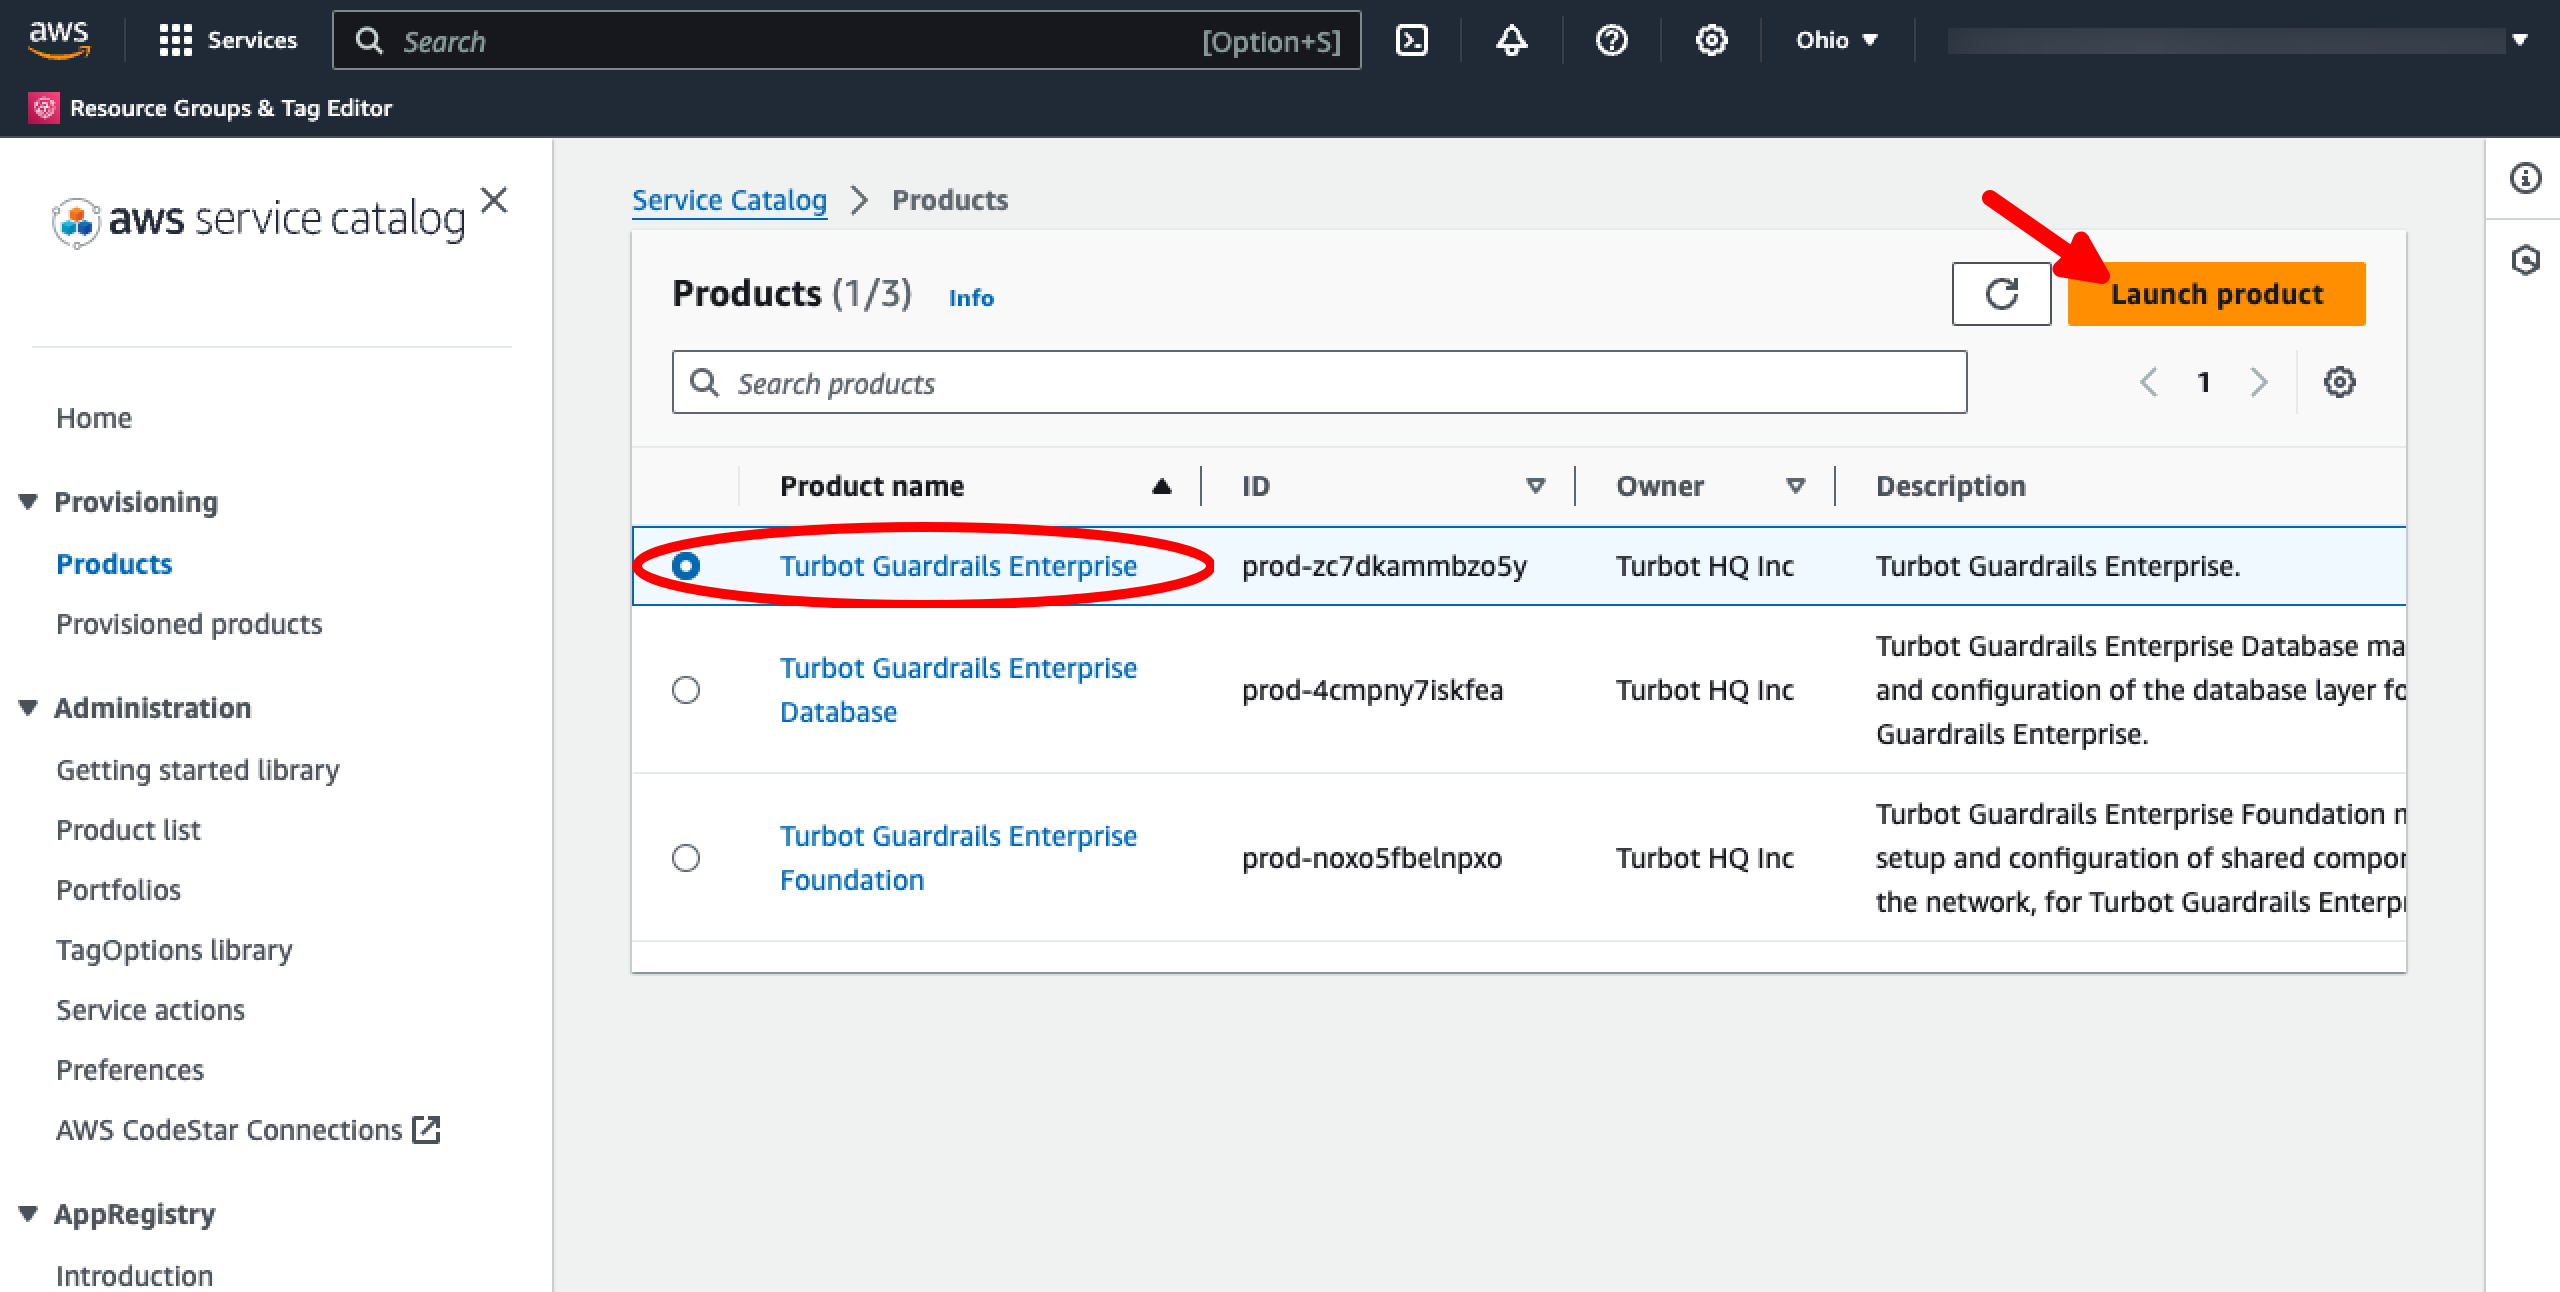 aws
Services
Search
[Option+S]
Ohio
Resource Groups & Tag Editor
aws service catalog
Home
Provisioning
Products
Provisioned products
Administration
Getting started library
Product list
Portfolios
TagOptions library
Service actions
Preferences
AWS CodeStar Connections
AppRegistry
Introduction
Service Catalog > Products
Products (1/3) Info
Launch product
Search products
1
Product name ID Owner Description
Turbot Guardrails Enterprise prod-zc7dkammbzo5y Turbot HQ Inc Turbot Guardrails Enterprise.
Turbot Guardrails Enterprise
Database
prod-4cmpny7iskfea
Turbot HQ Inc
Turbot Guardrails Enterprise Database ma
and configuration of the database layer fo
Guardrails Enterprise.
Turbot Guardrails Enterprise
Foundation
prod-noxo5fbelnpxo
Turbot HQ Inc
Turbot Guardrails Enterprise Foundation
setup and configuration of shared compo
the network, for Turbot Guardrails Enterp